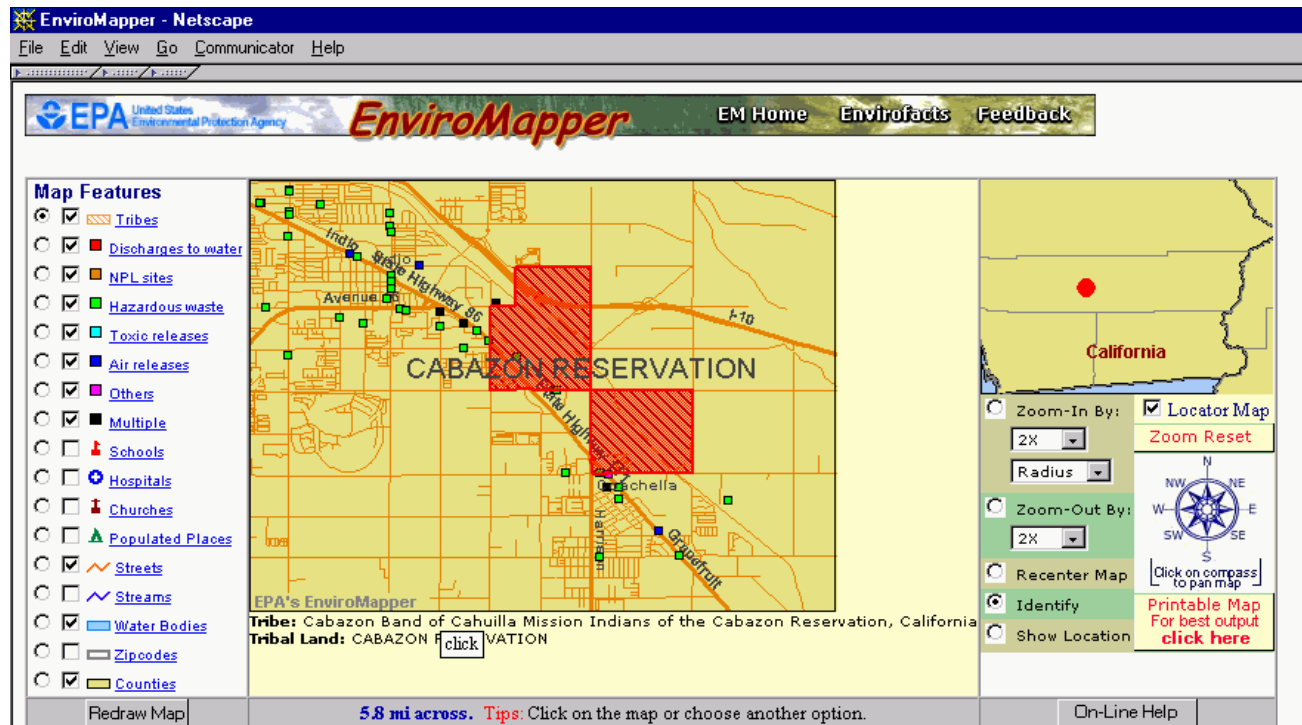 EnviroMapper - Netscape
File Edit View Go Communicator Help
EPA United States Environmental Protection Agency
EnviroMapper
EM Home Envirofacts Feedback
Map Features
Tribes
Discharges to water
NPL sites
Hazardous waste
Toxic releases
Air releases
Others
Multiple
Schools
Hospitals
Churches
Populated Places
Streets
Streams
Water Bodies
Zipcodes
Counties
Redraw Map
Indio
State Highway 86
Avenue
I-10
CABAZON RESERVATION
State Highway
Coachella
Harrison
Grapefruit
EPA's EnviroMapper
Tribe: Cabazon Band of Cahuilla Mission Indians of the Cabazon Reservation, California
Tribal Land: CABAZON R VATION
click
5.8 mi across. Tips: Click on the map or choose another option.
California
Zoom-In By:
2X
Radius
Zoom-Out By:
2X
Recenter Map
Identify
Show Location
Locator Map
Zoom Reset
N
NW NE
W E
SW SE
S
Click on compass
to pan map
Printable Map
For best output
click here
On-Line Help